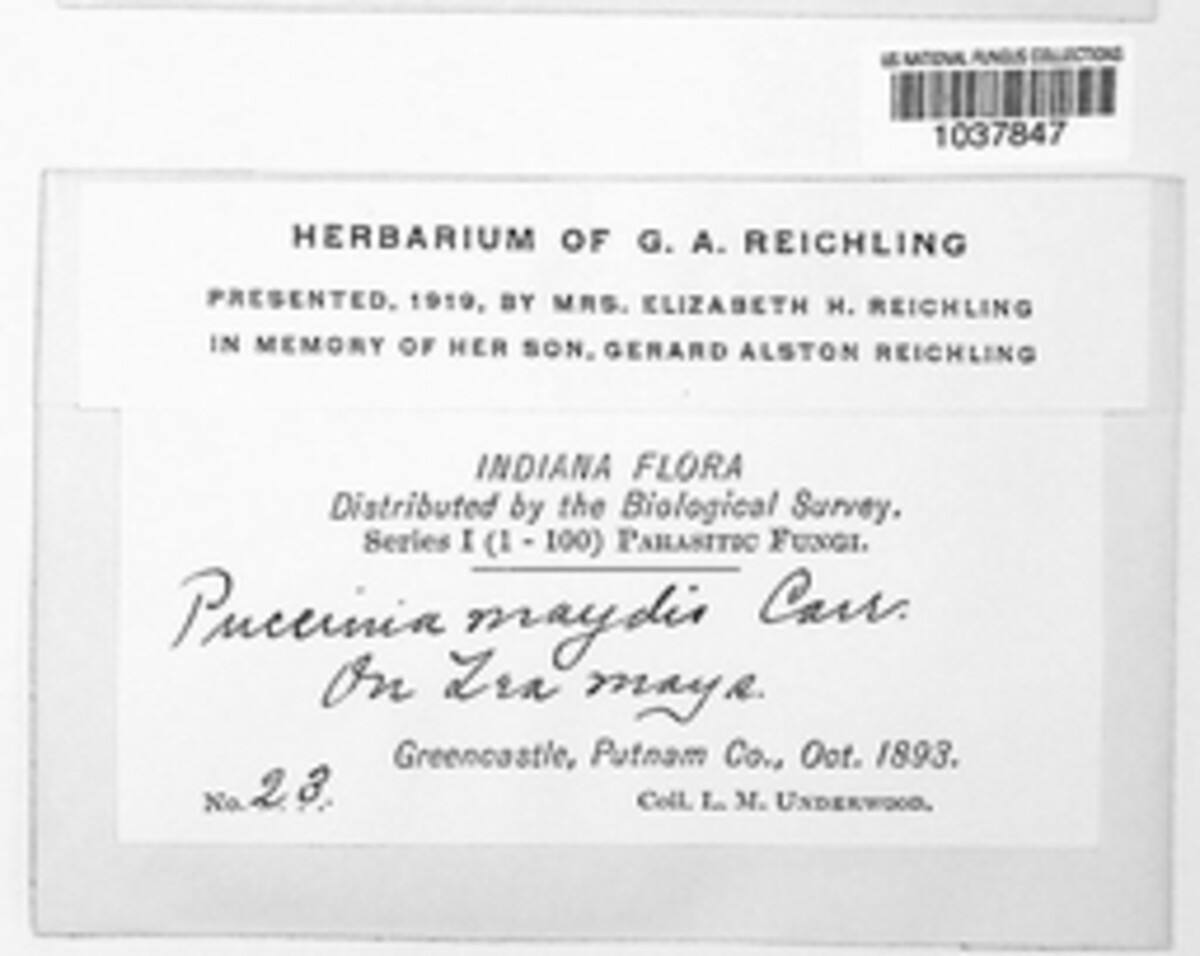 US NATIONAL FUNGUS COLLECTIONS
1037847
HERBARIUM OF G. A. REICHLING
PRESENTED, 1919, BY MRS. ELIZABETH H. REICHLING
IN MEMORY OF HER SON, GERARD ALSTON REICHLING
INDIANA FLORA
Distributed by the Biological Survey.
Series I (1 - 100) PARASITIC FUNGI.
Puccinia maydis Carr.
On Zea mays.
Greencastle, Putnam Co., Oct. 1893.
No. 23. Coll. L. M. UNDERWOOD.